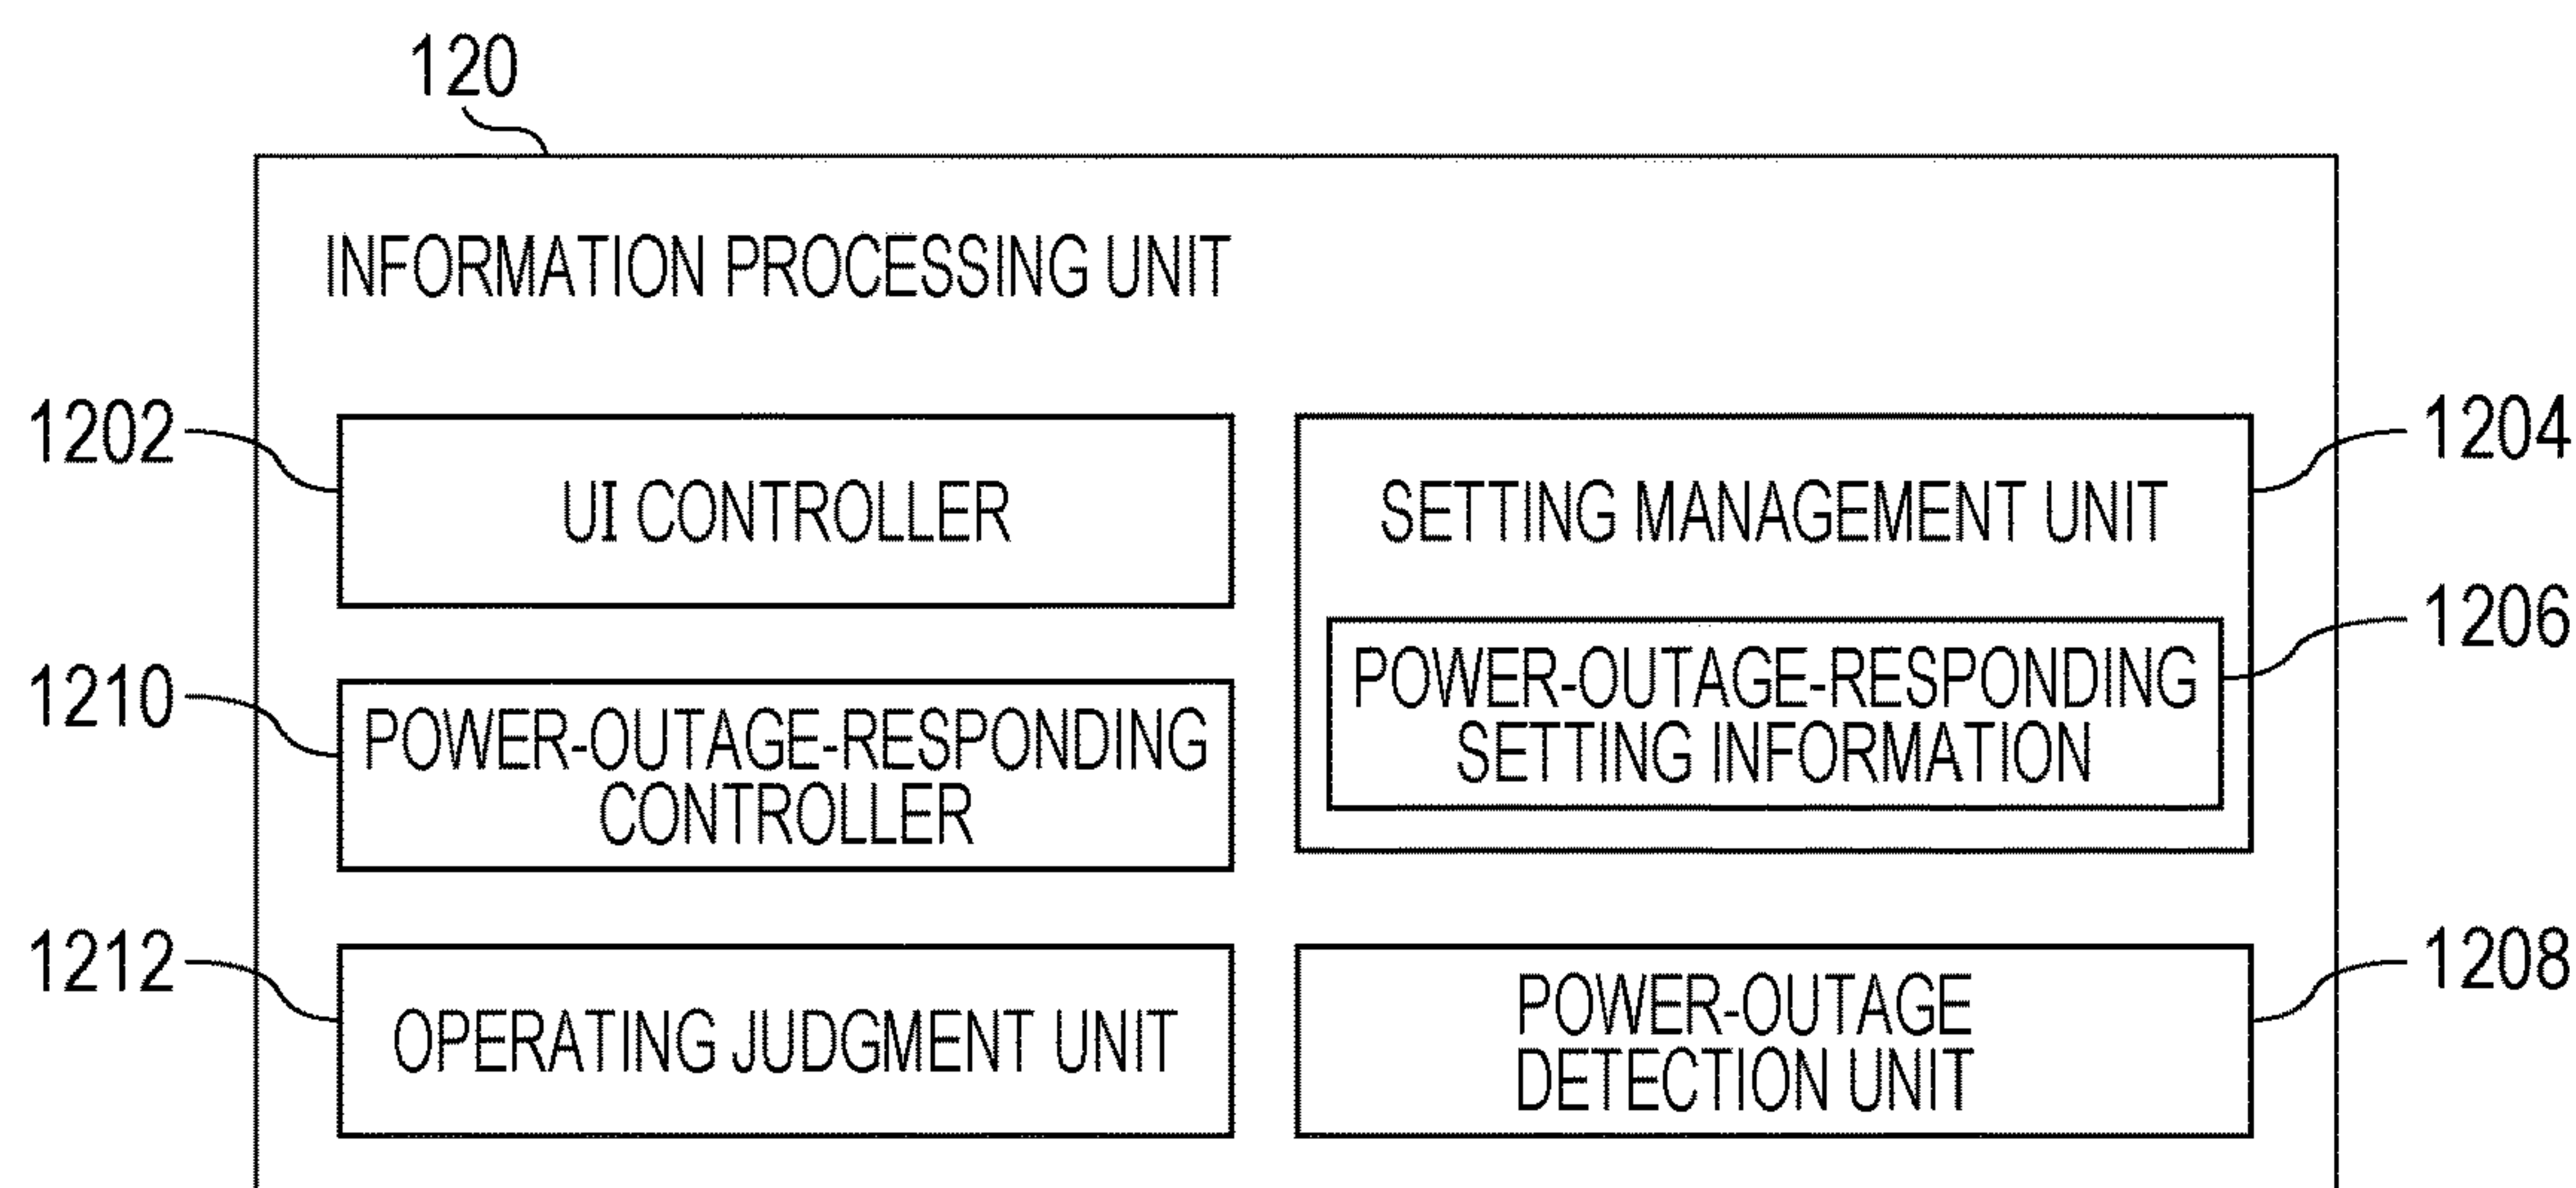 120
INFORMATION PROCESSING UNIT
1202
UI CONTROLLER
1204
SETTING MANAGEMENT UNIT
1206
POWER-OUTAGE-RESPONDING
SETTING INFORMATION
1210
POWER-OUTAGE-RESPONDING
CONTROLLER
1212
OPERATING JUDGMENT UNIT
1208
POWER-OUTAGE
DETECTION UNIT